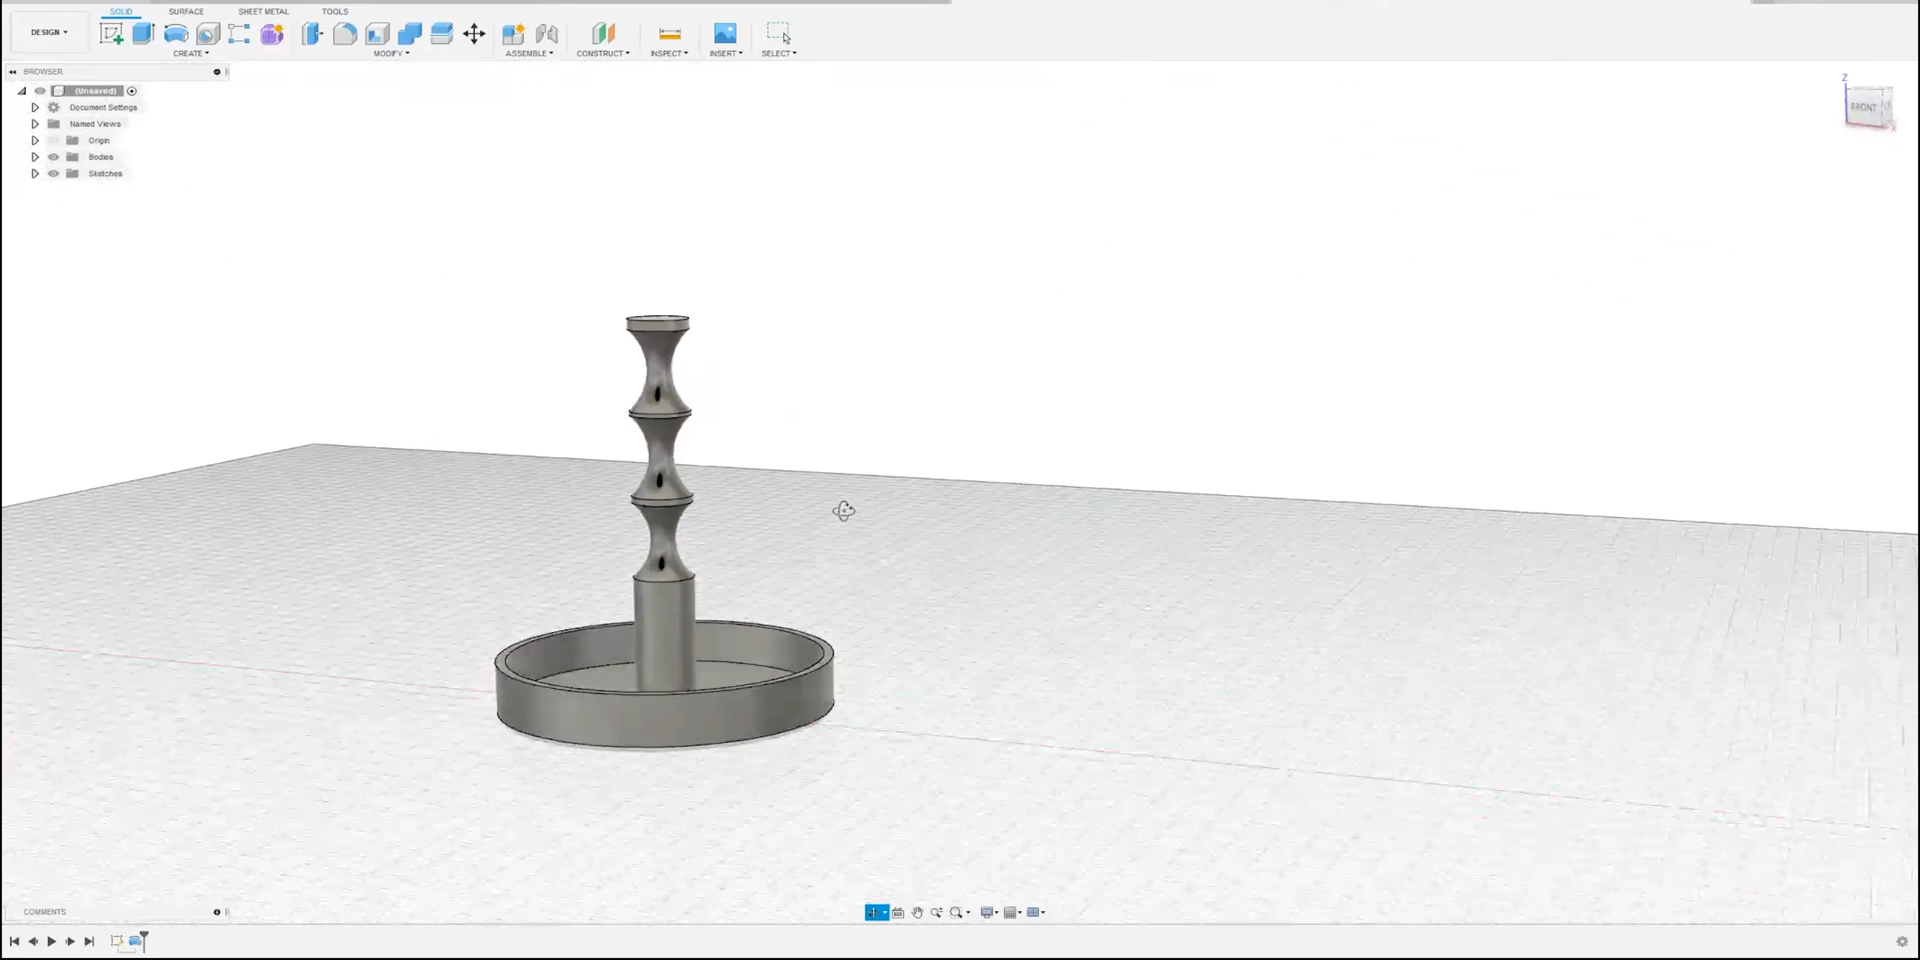 SOLID SURFACE SHEET METAL TOOLS
DESIGN
CREATE MODIFY ASSEMBLE CONSTRUCT INSPECT INSERT SELECT
BROWSER
(Unsaved)
Document Settings
Named Views
Origin
Bodies
Sketches
Z
FRONT
X
COMMENTS